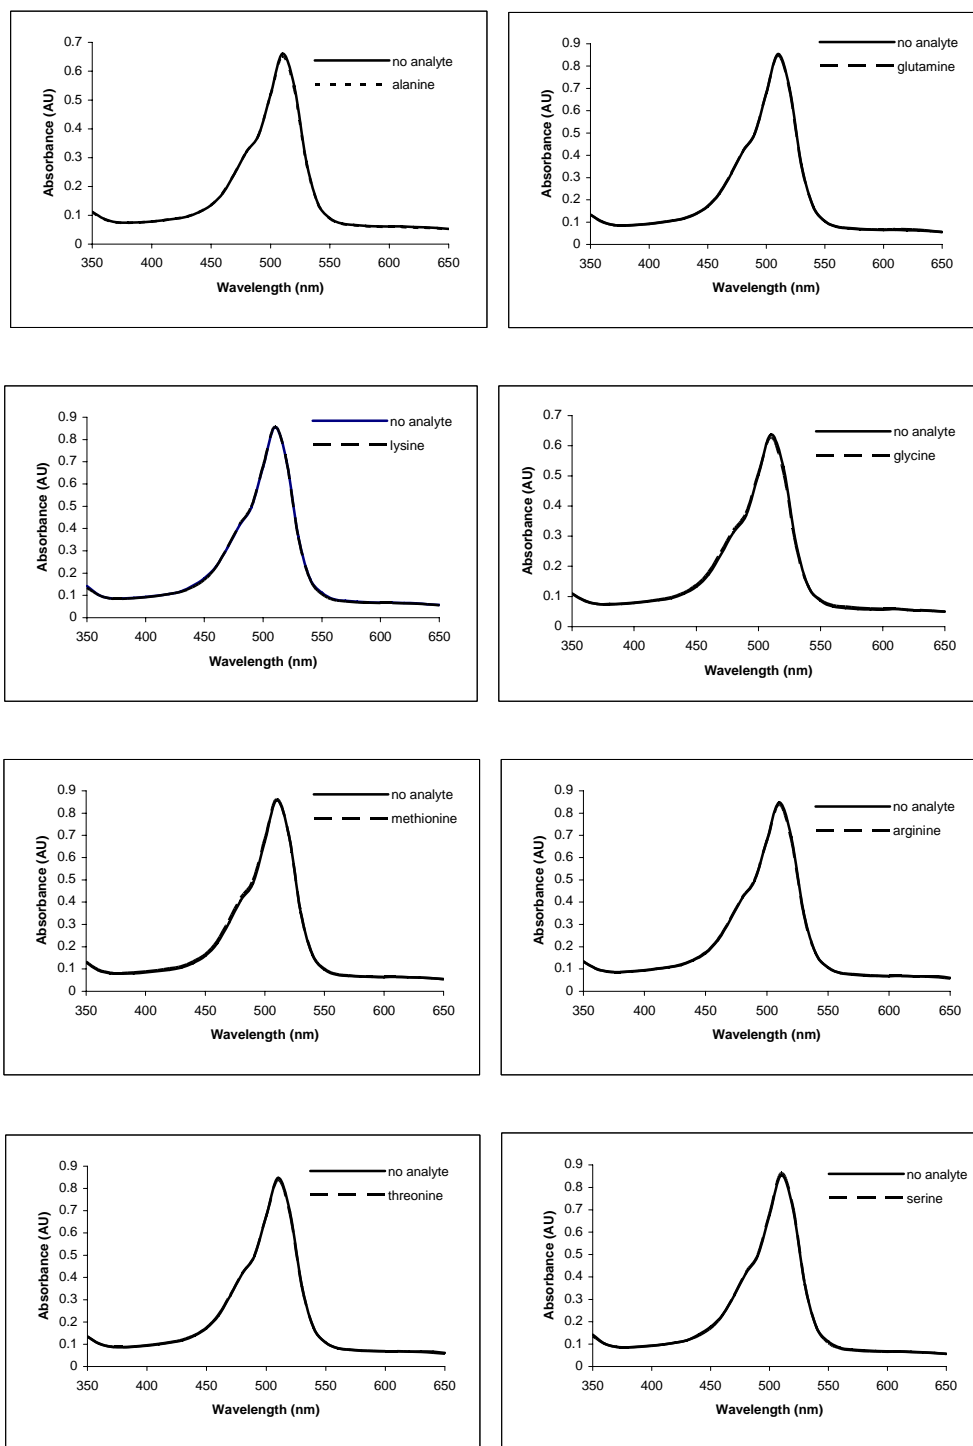 0.7
0.6
0.5
0.4
0.3
0.2
0.1
0
350 400 450 500 550 600 650
Absorbance (AU)
Wavelength (nm)
no analyte
alanine
0.9
0.8
0.7
0.6
0.5
0.4
0.3
0.2
0.1
0
350 400 450 500 550 600 650
Absorbance (AU)
Wavelength (nm)
no analyte
glutamine
0.9
0.8
0.7
0.6
0.5
0.4
0.3
0.2
0.1
0
350 400 450 500 550 600 650
Absorbance (AU)
Wavelength (nm)
no analyte
lysine
0.7
0.6
0.5
0.4
0.3
0.2
0.1
0
350 400 450 500 550 600 650
Absorbance (AU)
Wavelength (nm)
no analyte
glycine
0.9
0.8
0.7
0.6
0.5
0.4
0.3
0.2
0.1
0
350 400 450 500 550 600 650
Absorbance (AU)
Wavelength (nm)
no analyte
methionine
0.9
0.8
0.7
0.6
0.5
0.4
0.3
0.2
0.1
0
350 400 450 500 550 600 650
Absorbance (AU)
Wavelength (nm)
no analyte
arginine
0.9
0.8
0.7
0.6
0.5
0.4
0.3
0.2
0.1
0
350 400 450 500 550 600 650
Absorbance (AU)
Wavelength (nm)
no analyte
threonine
0.9
0.8
0.7
0.6
0.5
0.4
0.3
0.2
0.1
0
350 400 450 500 550 600 650
Absorbance (AU)
Wavelength (nm)
no analyte
serine